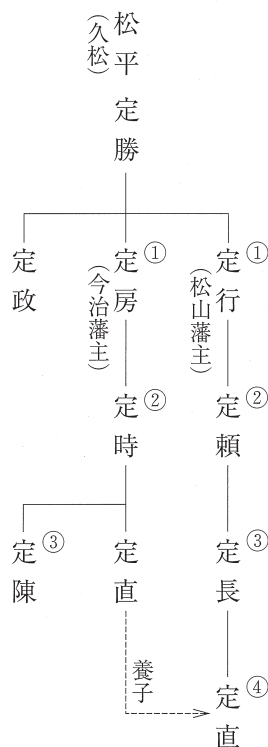 松平定勝
（久松）
①
定行
（松山藩主）
②
定頼
③
定長
④
定直
①
定房
（今治藩主）
②
定時
定直
養子
③
定陳
定政